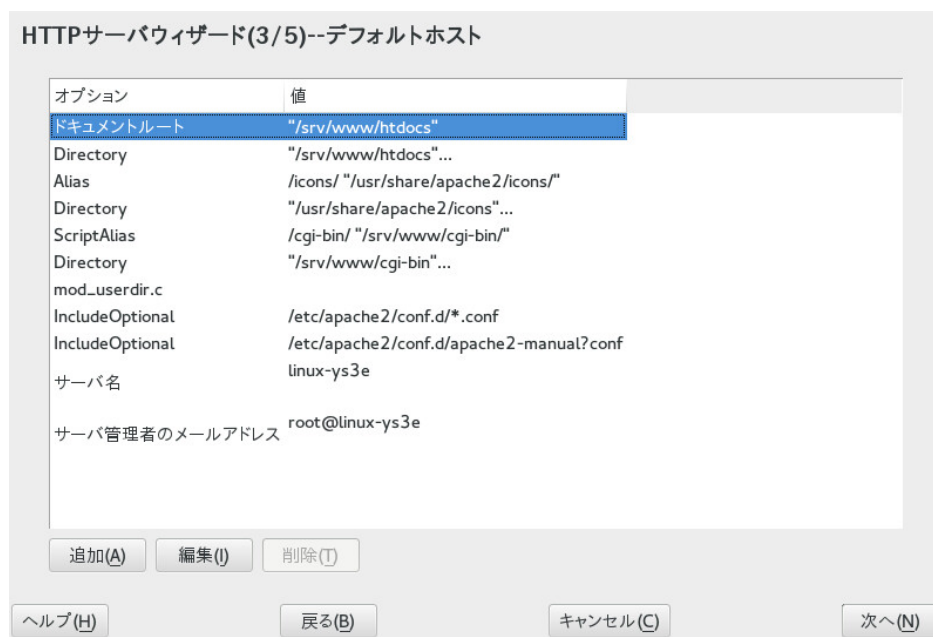 HTTPサーバウィザード(3/5)--デフォルトホスト
オプション 値
ドキュメントルート "/srv/www/htdocs"
Directory "/srv/www/htdocs"...
Alias /icons/ "/usr/share/apache2/icons/"
Directory "/usr/share/apache2/icons"...
ScriptAlias /cgi-bin/ "/srv/www/cgi-bin/"
Directory "/srv/www/cgi-bin"...
mod_userdir.c
IncludeOptional /etc/apache2/conf.d/*.conf
IncludeOptional /etc/apache2/conf.d/apache2-manual?conf
サーバ名 linux-ys3e
サーバ管理者のメールアドレス root@linux-ys3e
追加(A) 編集(I) 削除(T)
ヘルプ(H) 戻る(B) キャンセル(C) 次へ(N)